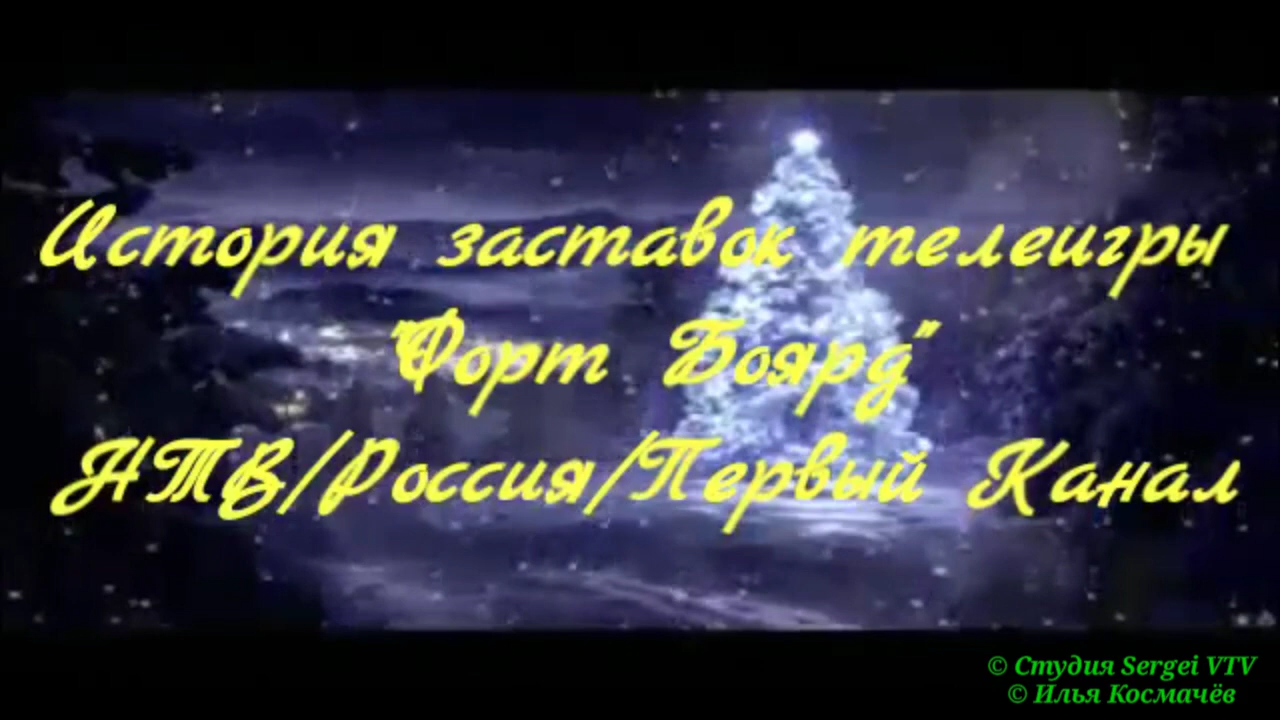 История заставок телеигры
"Форт Боярд"
НТВ/Россия/Первый Канал
© Студия Sergei VTV
© Илья Космачёв